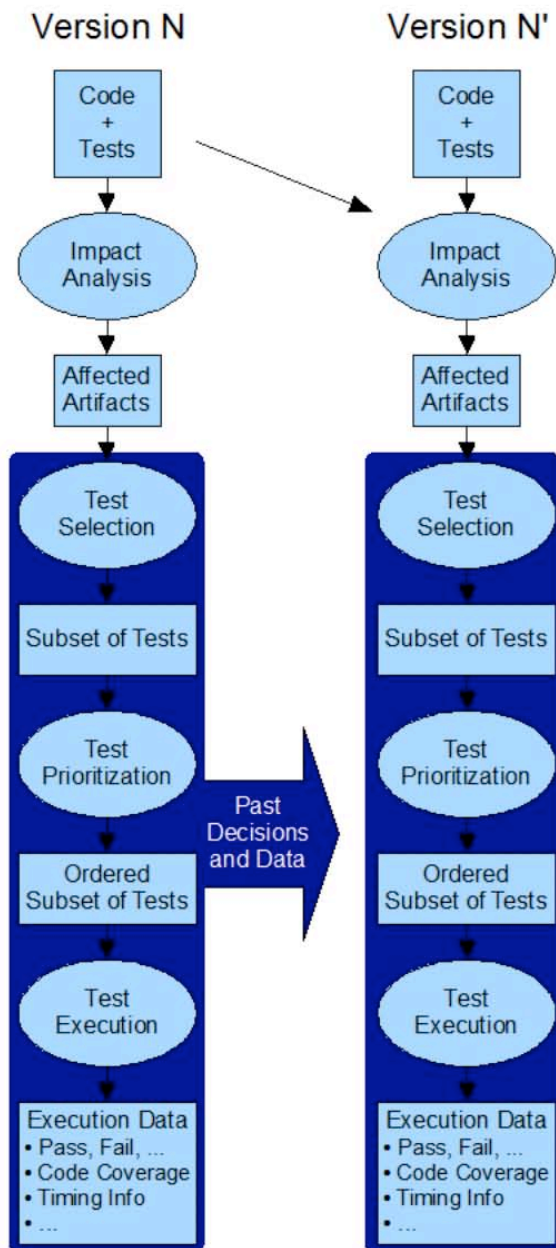 Version N
Code
+
Tests
Impact
Analysis
Affected
Artifacts
Test
Selection
Subset of Tests
Test
Prioritization
Ordered
Subset of Tests
Test
Execution
Execution Data
• Pass, Fail, ...
• Code Coverage
• Timing Info
• ...
Past
Decisions
and Data
Version N'
Code
+
Tests
Impact
Analysis
Affected
Artifacts
Test
Selection
Subset of Tests
Test
Prioritization
Ordered
Subset of Tests
Test
Execution
Execution Data
• Pass, Fail, ...
• Code Coverage
• Timing Info
• ...